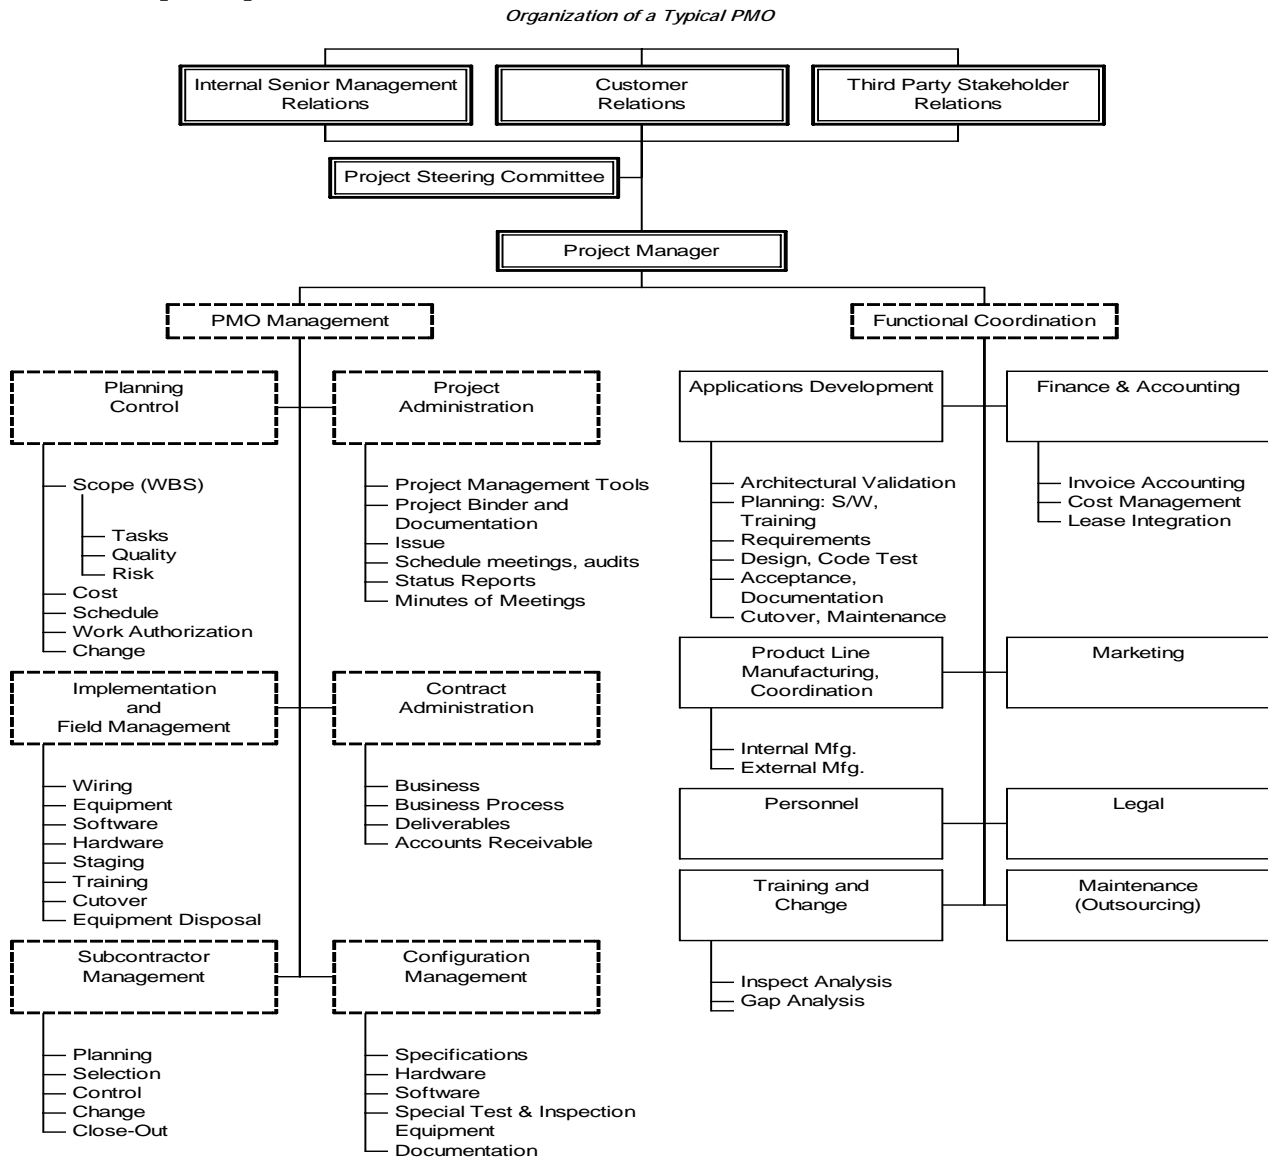 Organization of a Typical PMO
Internal Senior Management
Relations
Customer
Relations
Third Party Stakeholder
Relations
Project Steering Committee
Project Manager
PMO Management
Functional Coordination
Planning
Control
Scope (WBS)
Tasks
Quality
Risk
Cost
Schedule
Work Authorization
Change
Project
Administration
Project Management Tools
Project Binder and
Documentation
Issue
Schedule meetings, audits
Status Reports
Minutes of Meetings
Implementation
and
Field Management
Wiring
Equipment
Software
Hardware
Staging
Training
Cutover
Equipment Disposal
Contract
Administration
Business
Business Process
Deliverables
Accounts Receivable
Subcontractor
Management
Planning
Selection
Control
Change
Close-Out
Configuration
Management
Specifications
Hardware
Software
Special Test & Inspection
Equipment
Documentation
Applications Development
Architectural Validation
Planning: S/W,
Training
Requirements
Design, Code Test
Acceptance,
Documentation
Cutover, Maintenance
Finance & Accounting
Invoice Accounting
Cost Management
Lease Integration
Product Line
Manufacturing,
Coordination
Internal Mfg.
External Mfg.
Marketing
Personnel
Legal
Training and
Change
Inspect Analysis
Gap Analysis
Maintenance
(Outsourcing)